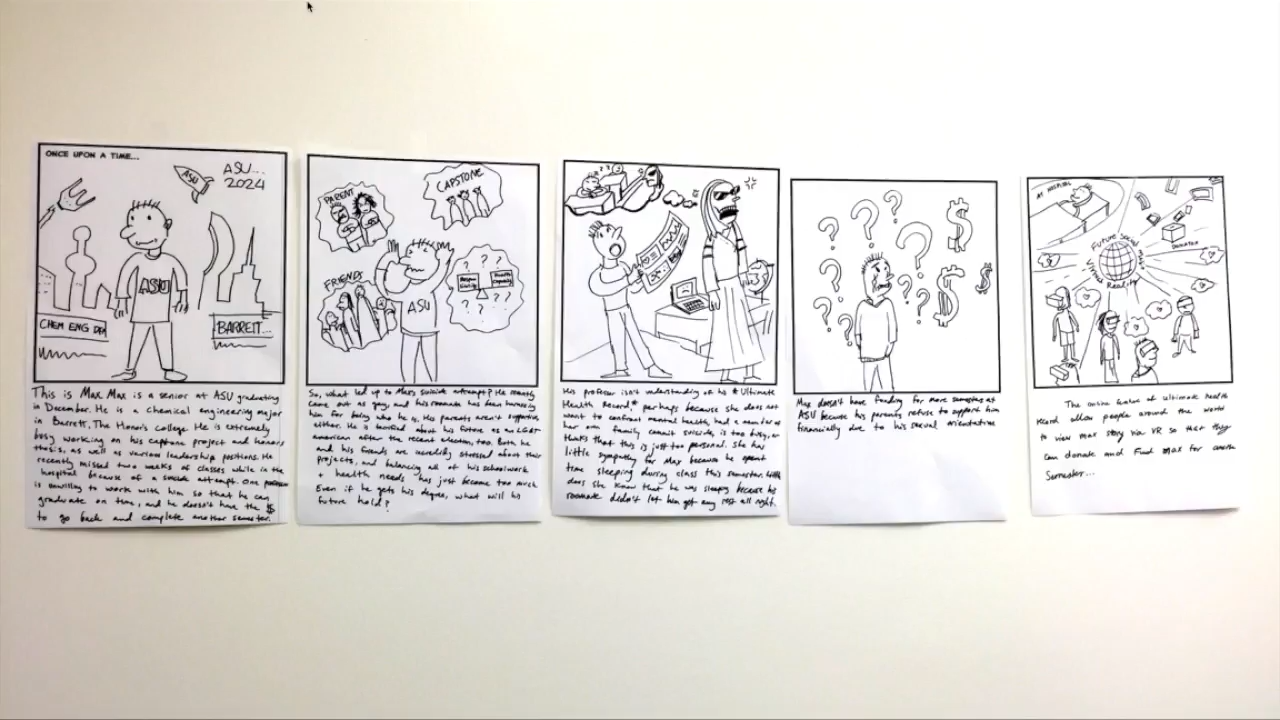 ONCE UPON A TIME...
ASU
ASU...
2024
ASU
CHEM ENG
BARRETT...
This is Max. Max is a senior at ASU graduating
in December. He is a chemical engineering major
in Barrett, The Honor's college. He is extremely
busy working on his capstone project and honors
thesis, as well as various leadership positions. He
recently missed two weeks of classes while in the
hospital because of a suicide attempt. One professor
is unwilling to work with him so that he can
graduate on time, and he doesn't have the $
to go back and complete another semester.
PARENT
CAPSTONE
FRIENDS
ASU
So, what led up to Max's suicide attempt? He recently
came out as gay, and his roommate has been harassing
him for being who he is. His parents aren't supportive
either. He is worried about his future as an LGBT
american after the recent election, too. Both he
and his friends are incredibly stressed about their
projects, and balancing all of his schoolwork
+ health needs has just become too much
Even if he gets his degree, what will his
future hold?
His professor isn't understanding of his "Ultimate
Health Record," perhaps because she does not
want to confront mental health, had a member of
her own family commit suicide, is too busy, or
thinks that this is just too personal. She has
little sympathy for Max because he spent
time sleeping during class this semester. Little
does she know that he was sleepy because his
roommate didn't let him get any rest all night.
Max doesn't have funding for more semesters at
ASU because his parents refuse to support him
financially due to his sexual orientation
AT HOSPITAL
Future Social
Virtual Reality
DONATION
The online version of ultimate health
record allow people around the world
to view max story via VR so that they
can donate and fund max for another
Semester...